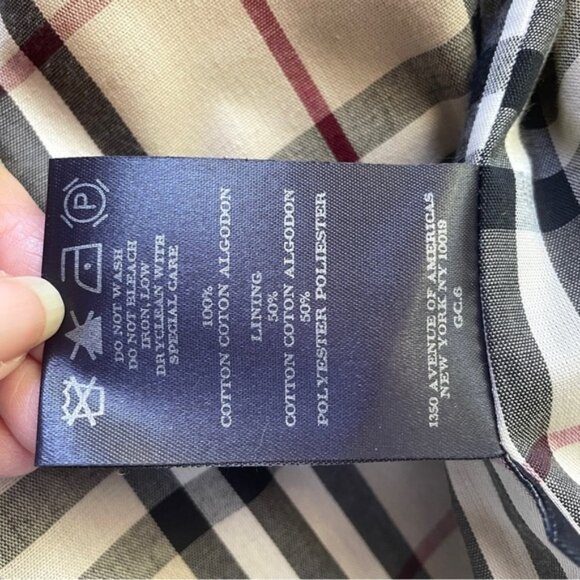 P
DO NOT WASH
DO NOT BLEACH
IRON, LOW
DRYCLEAN WITH
SPECIAL CARE
100%
COTTON COTON ALGODON
LINING
50%
COTTON COTON ALGODON
50%
POLYESTER POLIESTER
1350 AVENUE OF AMERICAS
NEW YORK NY 10019
GC.6